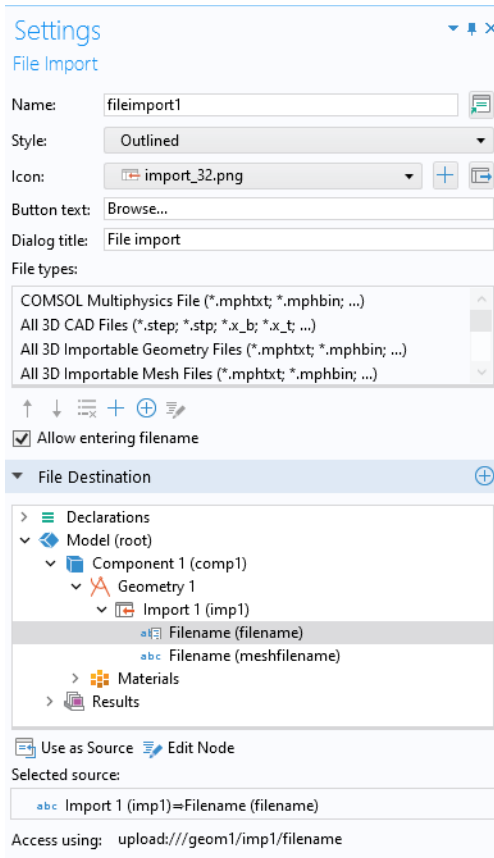 Settings
File Import
Name: fileimport1
Style: Outlined
Icon: import_32.png
Button text: Browse...
Dialog title: File import
File types:
COMSOL Multiphysics File (*.mphtxt; *.mphbin; ...)
All 3D CAD Files (*.step; *.stp; *.x_b; *.x_t; ...)
All 3D Importable Geometry Files (*.mphtxt; *.mphbin; ...)
All 3D Importable Mesh Files (*.mphtxt; *.mphbin; ...)
Allow entering filename
File Destination
Declarations
Model (root)
Component 1 (comp1)
Geometry 1
Import 1 (imp1)
Filename (filename)
abc Filename (meshfilename)
Materials
Results
Use as Source Edit Node
Selected source:
abc Import 1 (imp1)⇒Filename (filename)
Access using: upload:///geom1/imp1/filename